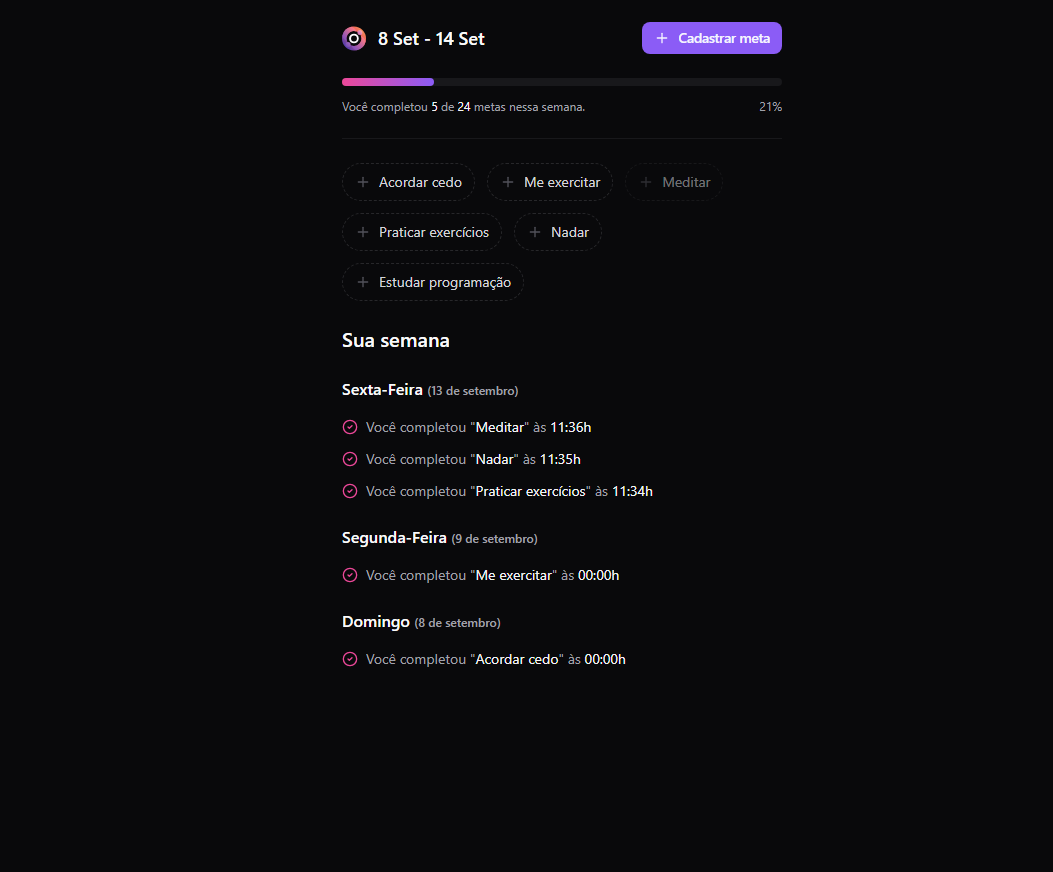 8 Set - 14 Set
Cadastrar meta
Você completou 5 de 24 metas nessa semana.
21%
Acordar cedo
Me exercitar
Meditar
Praticar exercícios
Nadar
Estudar programação
Sua semana
Sexta-Feira (13 de setembro)
Você completou "Meditar" às 11:36h
Você completou "Nadar" às 11:35h
Você completou "Praticar exercícios" às 11:34h
Segunda-Feira (9 de setembro)
Você completou "Me exercitar" às 00:00h
Domingo (8 de setembro)
Você completou "Acordar cedo" às 00:00h